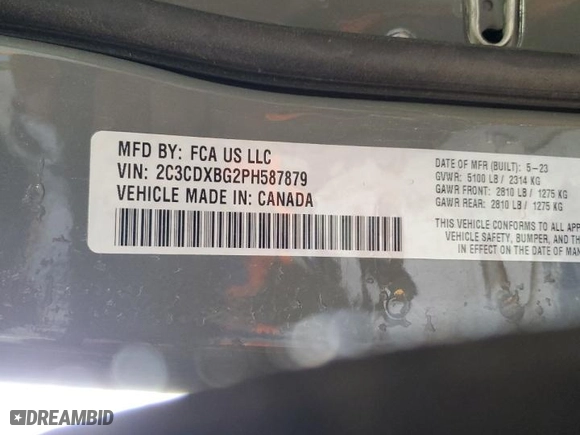 MFD BY: FCA US LLC
VIN: 2C3CDXBG2PH587879
VEHICLE MADE IN: CANADA
DATE OF MFR (BUILT): 5-23
GVWR: 5100 LB / 2314 KG
GAWR FRONT: 2810 LB / 1275 KG
GAWR REAR: 2810 LB / 1275 KG
THIS VEHICLE CONFORMS TO ALL APP
VEHICLE SAFETY, BUMPER, AND THE
IN EFFECT ON THE DATE OF MAN
DREAMBID